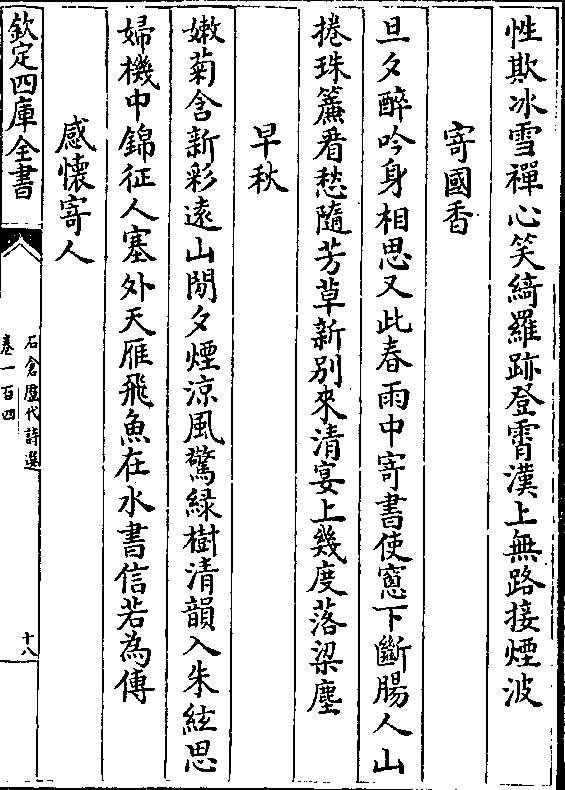 性欺冰雪禪心笑綺羅跡登霄漢上無路接煙波
寄國香
旦夕醉吟身相思又此春雨中寄書使窻下斷腸人山
捲珠簾看愁隨芳草新別來清宴上幾度落梁塵
早秋
嫩菊含新彩遠山閒夕煙涼風驚緑樹清韻入朱絃思
婦機中錦征人塞外天雁飛魚在水書信若為傳
感懷寄人
欽定四庫全書
石倉歷代詩選
卷一百四
十八